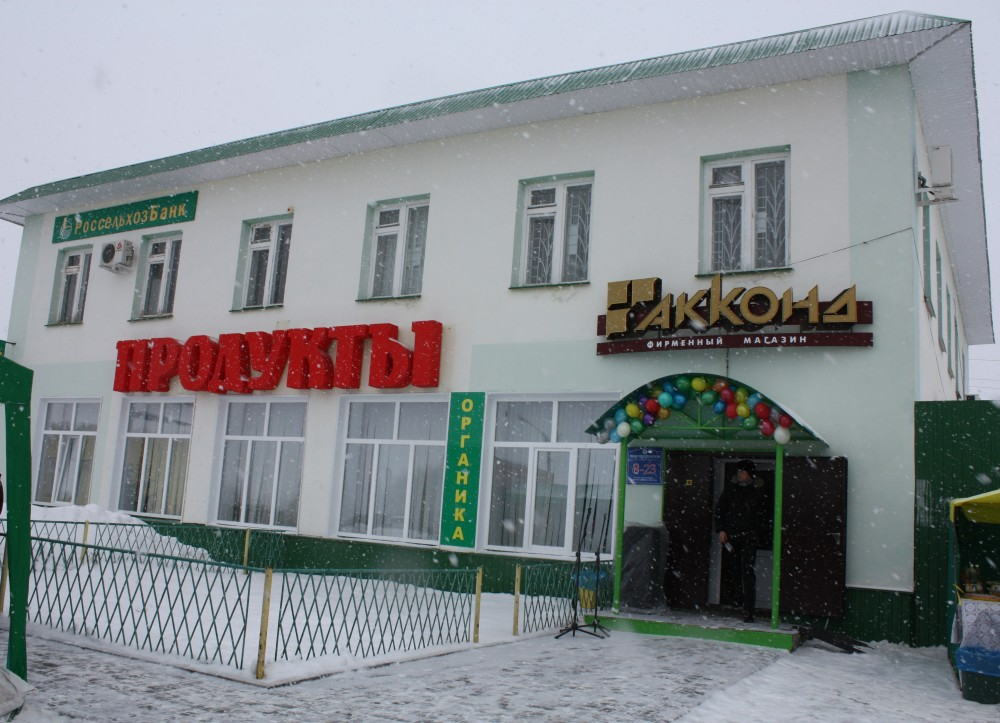 РоссельхозБанк
ПРОДУКТЫ
ОРГАНИКА
АККОНД
ФИРМЕННЫЙ МАГАЗИН
8-23